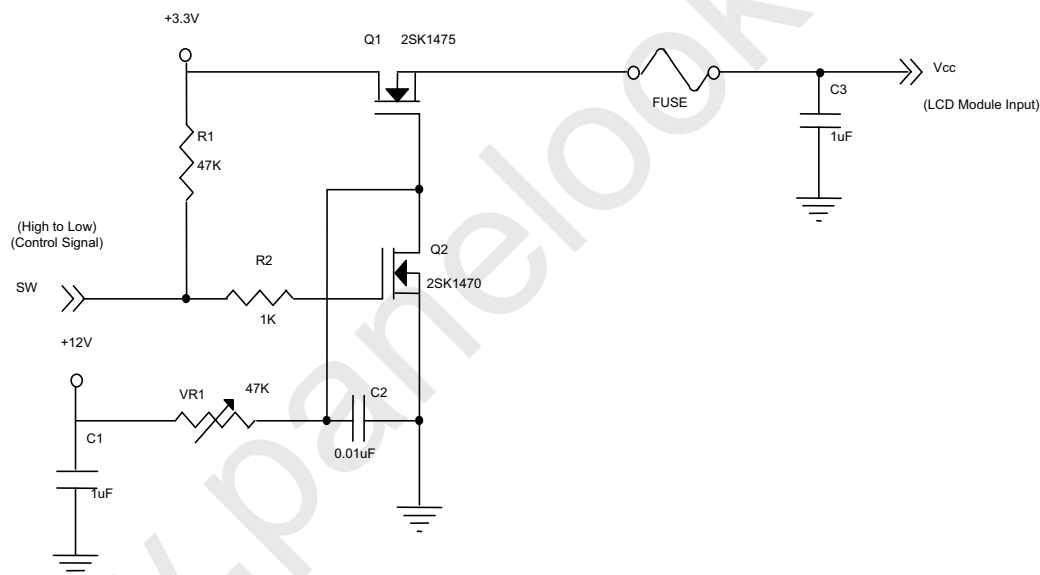 +3.3V
Q1 2SK1475
Vcc
FUSE
C3
(LCD Module Input)
R1
1uF
47K
(High to Low)
(Control Signal)
Q2
R2
2SK1470
SW
1K
+12V
VR1
47K
C2
C1
0.01uF
1uF
.panelook